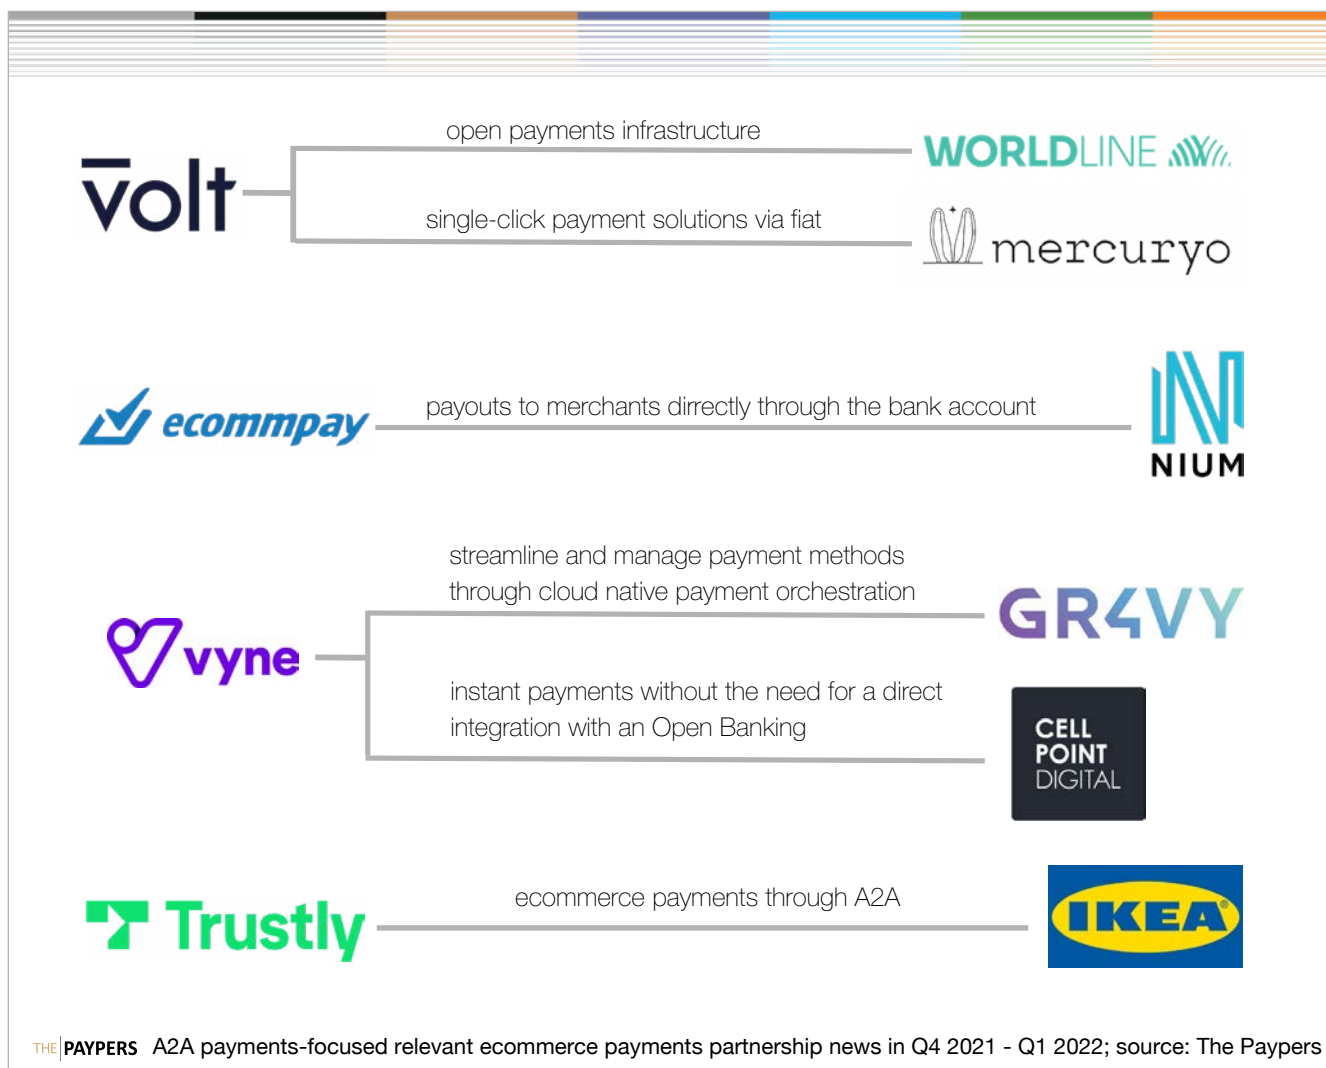 open payments infrastructure
volt
WORLDLINE
single-click payment solutions via fiat
mercuryo
ecommpay
payouts to merchants dirrectly through the bank account
NIUM
streamline and manage payment methods
through cloud native payment orchestration
GR4VY
vyne
instant payments without the need for a direct
integration with an Open Banking
CELL
POINT
DIGITAL
Trustly
ecommerce payments through A2A
IKEA®
THE PAYPERS A2A payments-focused relevant ecommerce payments partnership news in Q4 2021 - Q1 2022; source: The Paypers